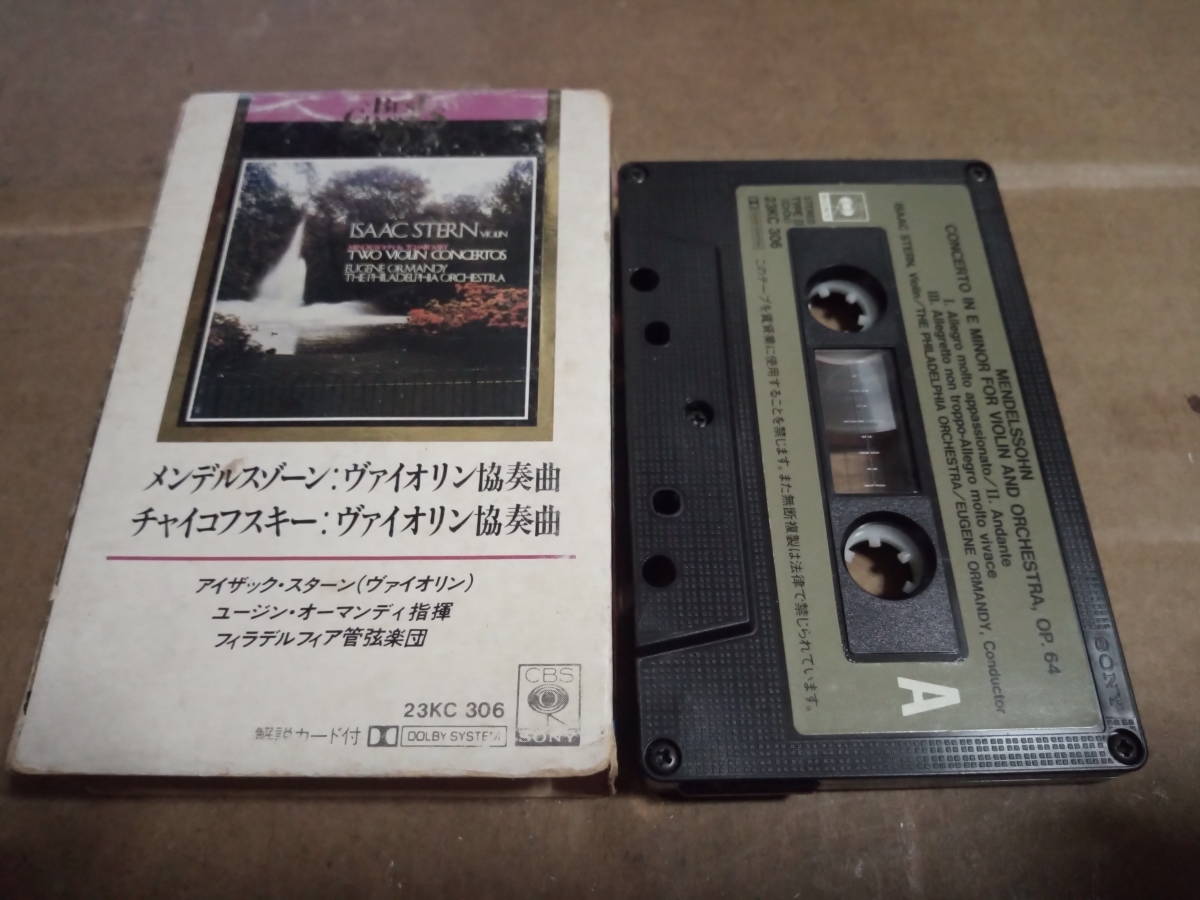 BEST
ISAAC STERN VIOLIN
TWO VIOLIN CONCERTOS
EUGENE ORMANDY
THE PHILADELPHIA ORCHESTRA
メンデルスゾーン:ヴァイオリン協奏曲
チャイコフスキー:ヴァイオリン協奏曲
アイザック・スターン(ヴァイオリン)
ユージン・オーマンディ指揮
フィラデルフィア管弦楽団
CBS
SONY
23KC 306
カード付 DOLBY SYSTEM
MENDELSSOHN
CONCERTO IN E MINOR FOR VIOLIN AND ORCHESTRA, OP. 64
I. Allegro molto appassionato/II. Andante
III. Allegretto non troppo-Allegro molto vivace
ISAAC STERN, Violin/THE PHILADELPHIA ORCHESTRA/EUGENE ORMANDY, Conductor
STEREO
23KC 306
このテープを賃貸業に使用することを禁じます。また無断複製は法律で禁じられています。
A
SONY